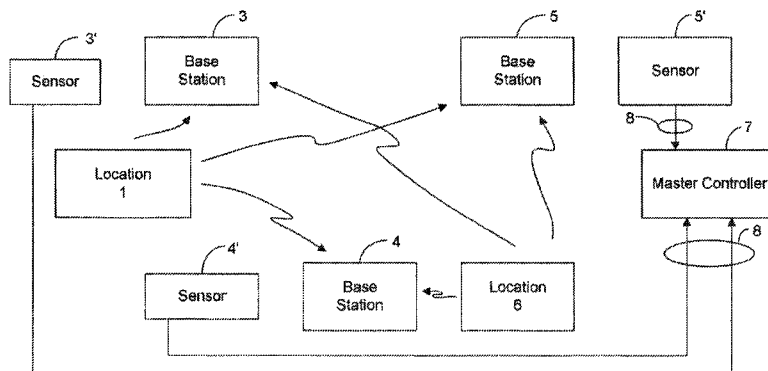 3'
3
5
5'
Sensor
Base
Station
Base
Station
Sensor
8
7
Location
1
Master Controller
4
8
4'
Sensor
Base
Station
Location
6